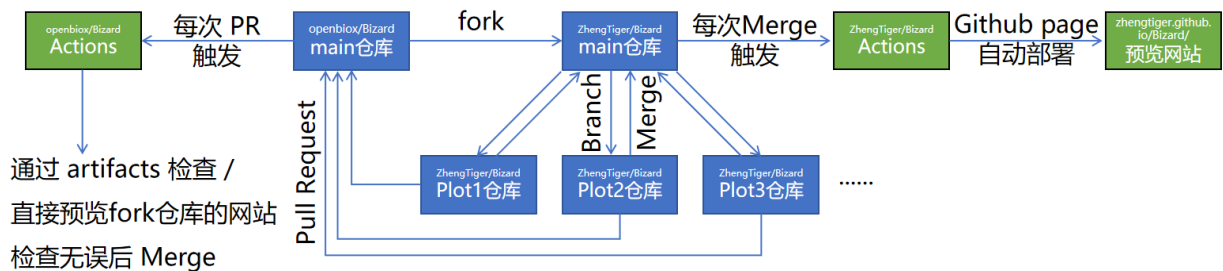 openbiox/Bizard
Actions
每次 PR
触发
openbiox/Bizard
main仓库
fork
ZhengTiger/Bizard
main仓库
每次Merge
触发
ZhengTiger/Bizard
Actions
Github page
自动部署
zhengtiger.github.
io/Bizard/
预览网站
Branch
Merge
Pull Request
ZhengTiger/Bizard
Plot1仓库
ZhengTiger/Bizard
Plot2仓库
ZhengTiger/Bizard
Plot3仓库
......
通过 artifacts 检查 /
直接预览fork仓库的网站
检查无误后 Merge